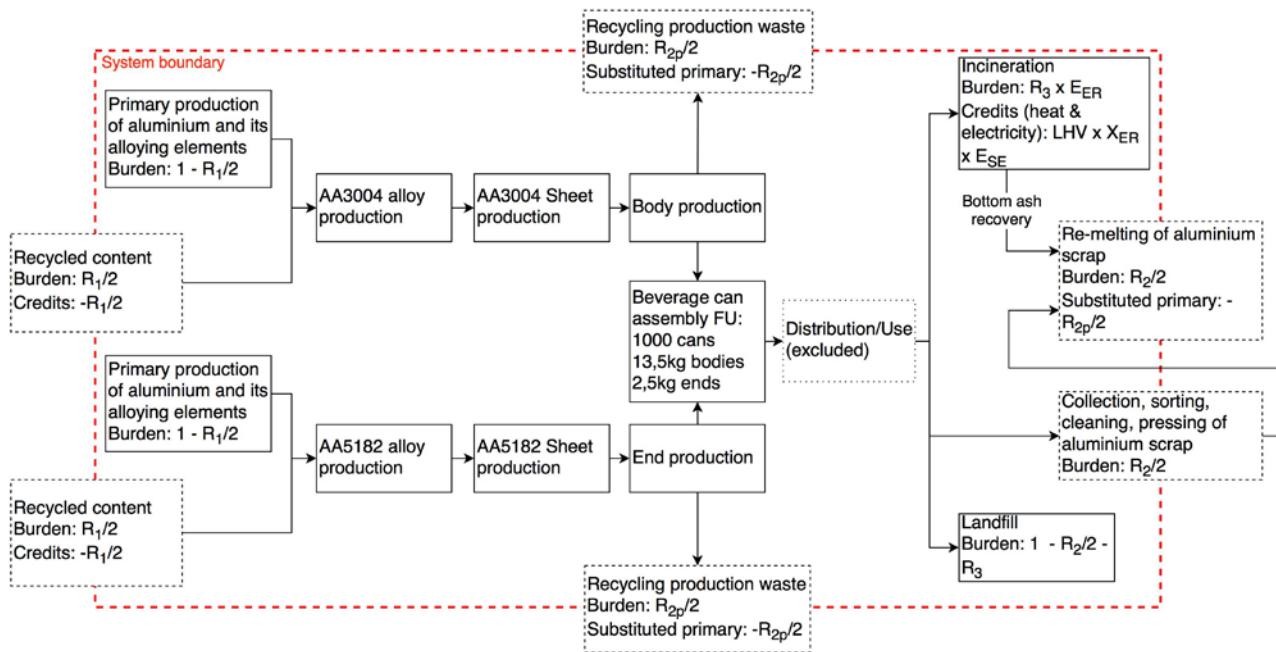 Recycling production waste
Burden: R2p/2
Substituted primary: -R2p/2
System boundary
Primary production
of aluminium and its
alloying elements
Burden: 1 - R1/2
Recycled content
Burden: R1/2
Credits: -R1/2
AA3004 alloy
production
AA3004 Sheet
production
Body production
Primary production
of aluminium and its
alloying elements
Burden: 1 - R1/2
Recycled content
Burden: R1/2
Credits: -R1/2
AA5182 alloy
production
AA5182 Sheet
production
End production
Beverage can
assembly FU:
1000 cans
13,5kg bodies
2,5kg ends
Distribution/Use
(excluded)
Incineration
Burden: R3 x EER
Credits (heat &
electricity): LHV x XER
x ESE
Bottom ash
recovery
Re-melting of aluminium
scrap
Burden: R2/2
Substituted primary: -
R2p/2
Collection, sorting,
cleaning, pressing of
aluminium scrap
Burden: R2/2
Landfill
Burden: 1 - R2/2 -
R3
Recycling production waste
Burden: R2p/2
Substituted primary: -R2p/2